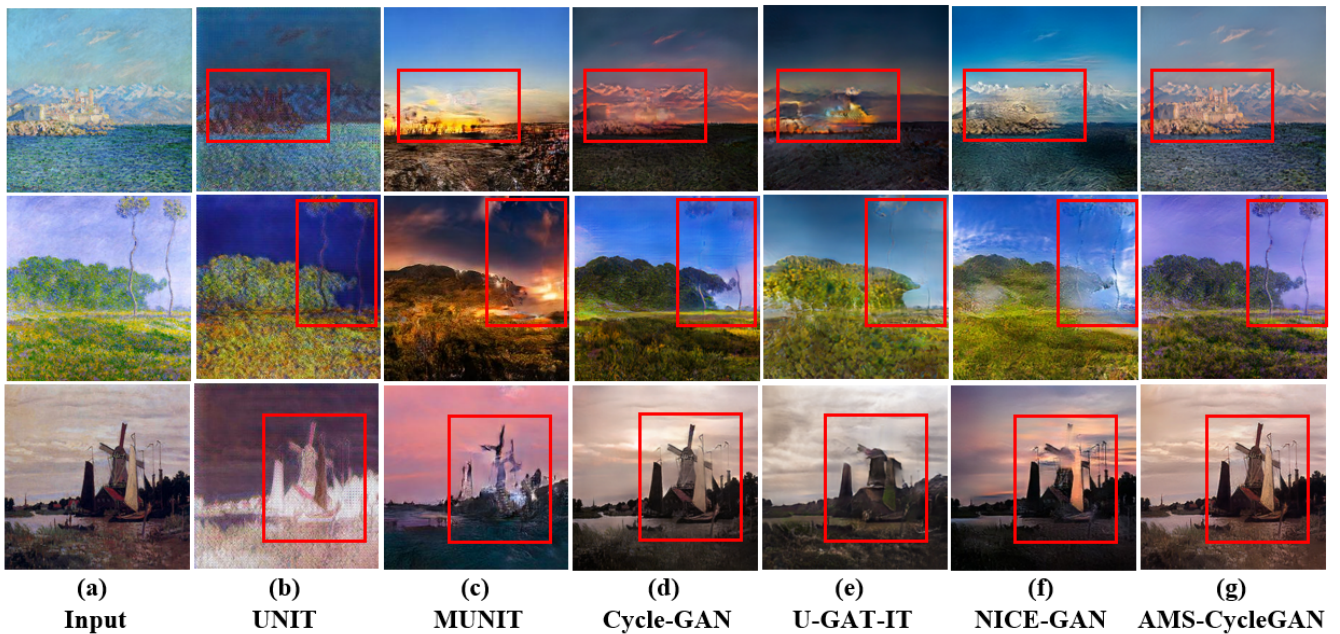 (a) (b) (c) (d) (e) (f) (g)
Input UNIT MUNIT Cycle-GAN U-GAT-IT NICE-GAN AMS-CycleGAN